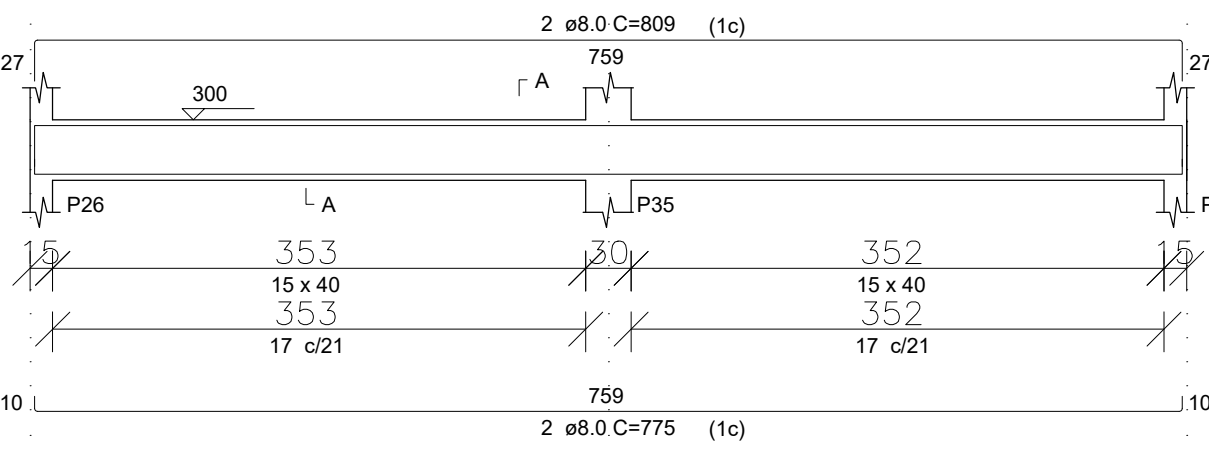 2 ø8.0 C=809 (1c)
759
27 27
A
300
P26 A P35 P
15 353 30 352 15
15 x 40 15 x 40
353 352
17 c/21 17 c/21
10 759 10
2 ø8.0 C=775 (1c)